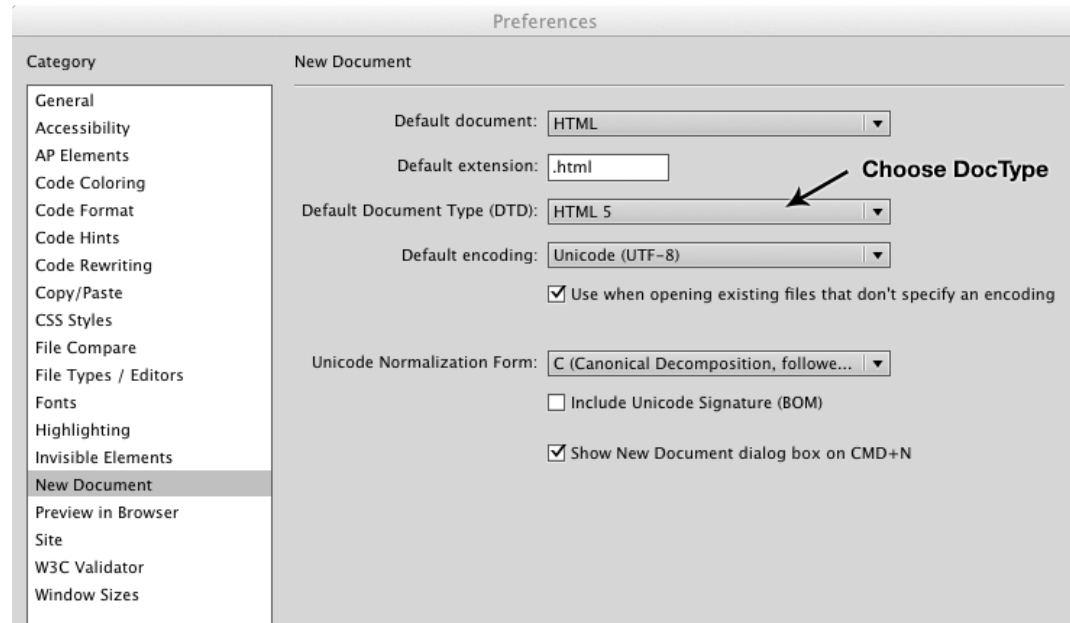 Preferences
Category
General
Accessibility
AP Elements
Code Coloring
Code Format
Code Hints
Code Rewriting
Copy/Paste
CSS Styles
File Compare
File Types / Editors
Fonts
Highlighting
Invisible Elements
New Document
Preview in Browser
Site
W3C Validator
Window Sizes
New Document
Default document: HTML
Default extension: .html
Choose DocType
Default Document Type (DTD): HTML 5
Default encoding: Unicode (UTF-8)
Use when opening existing files that don't specify an encoding
Unicode Normalization Form: C (Canonical Decomposition, followe...
Include Unicode Signature (BOM)
Show New Document dialog box on CMD+N